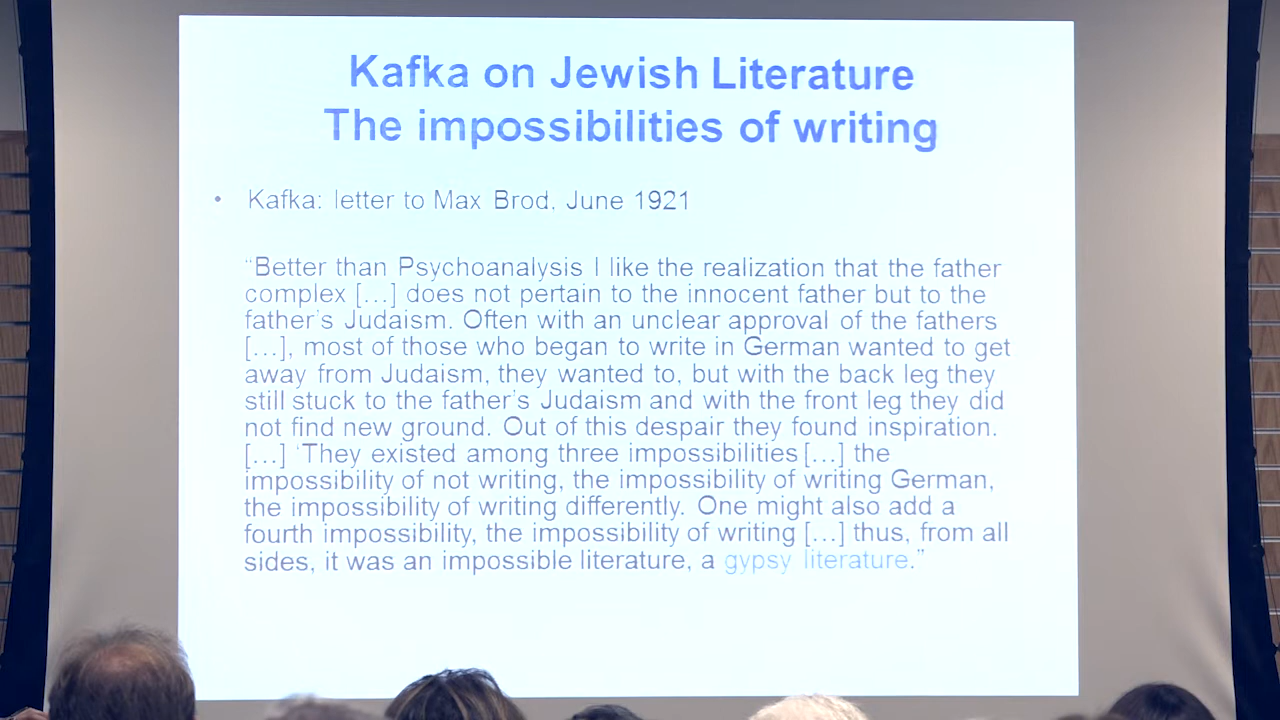 Kafka on Jewish Literature
The impossibilities of writing
• Kafka: letter to Max Brod, June 1921
“Better than Psychoanalysis I like the realization that the father
complex […] does not pertain to the innocent father but to the
father’s Judaism. Often with an unclear approval of the fathers
[…], most of those who began to write in German wanted to get
away from Judaism, they wanted to, but with the back leg they
still stuck to the father’s Judaism and with the front leg they did
not find new ground. Out of this despair they found inspiration.
[…] ‘They existed among three impossibilities […] the
impossibility of not writing, the impossibility of writing German,
the impossibility of writing differently. One might also add a
fourth impossibility, the impossibility of writing […] thus, from all
sides, it was an impossible literature, a gypsy literature.”